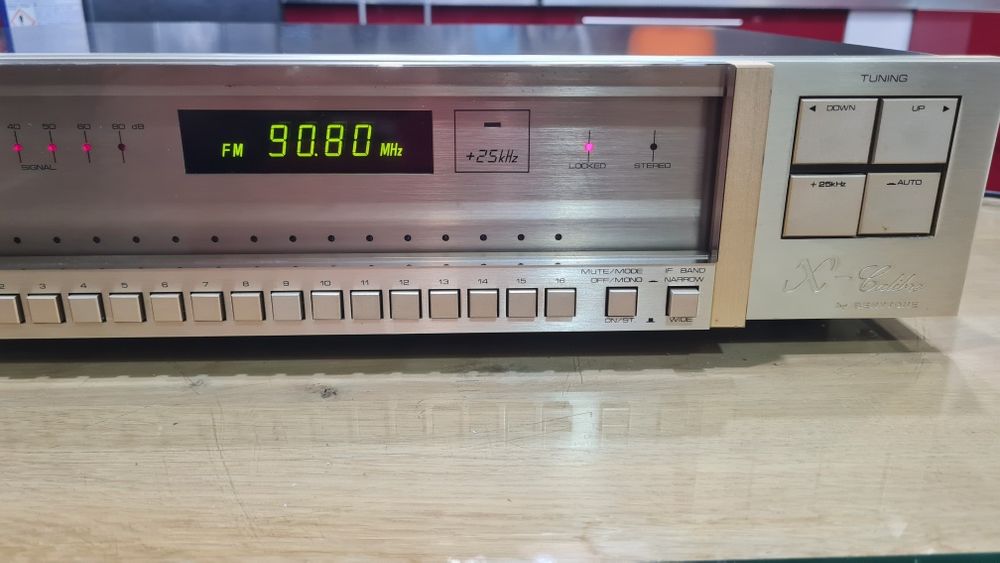 TUNING
DOWN UP
40 50 60 80 dB
SIGNAL
FM 90.80 MHz
+25kHz
LOCKED STEREO
+25kHz AUTO
MUTE/MODE IF BAND
OFF/MONO NARROW
2 3 4 5 6 7 8 9 10 11 12 13 14 15 16
ON/ST. WIDE
X-Calibre
by